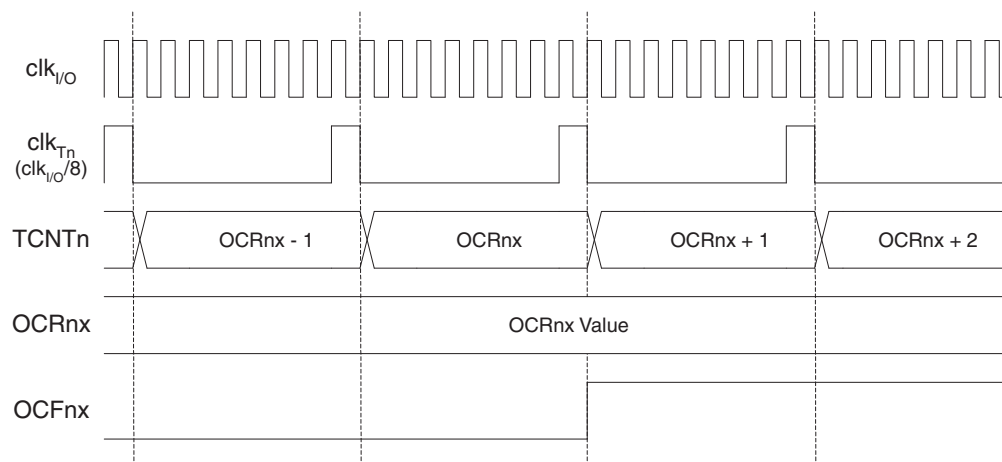 clkI/O
clkTn
(clkI/O/8)
TCNTn OCRnx - 1 OCRnx OCRnx + 1 OCRnx + 2
OCRnx OCRnx Value
OCFnx